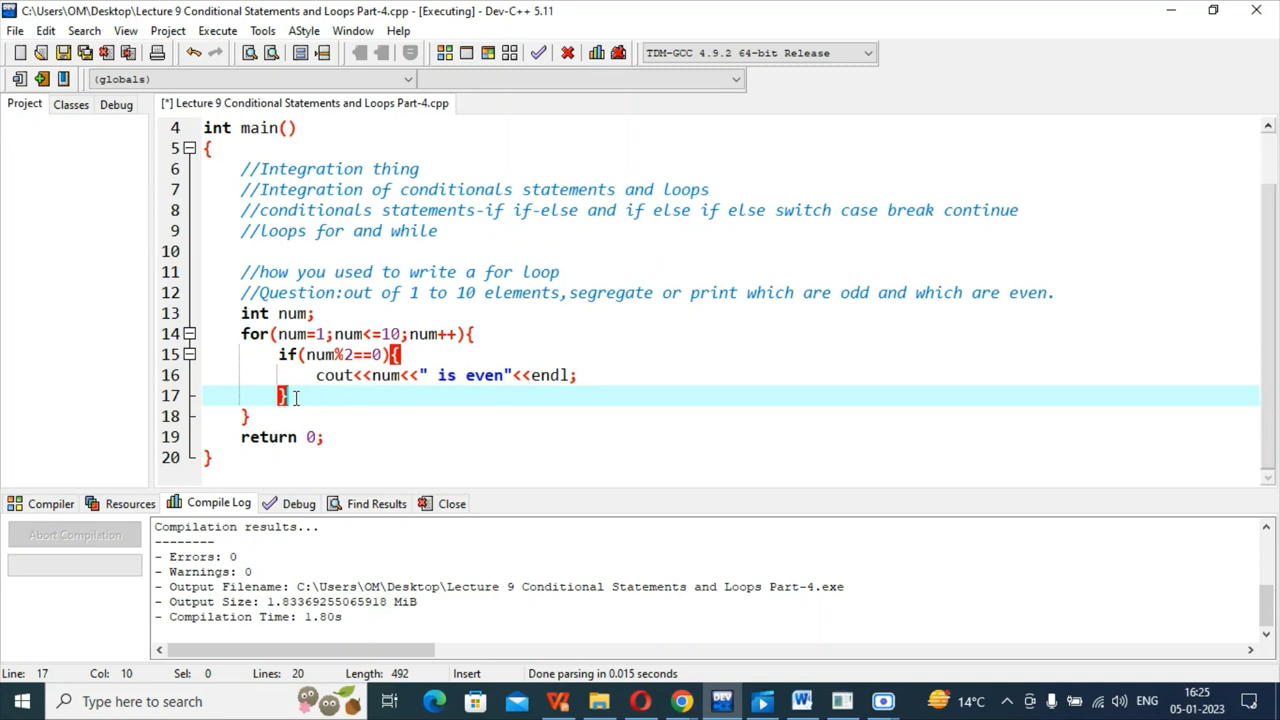 C:\Users\OM\Desktop\Lecture 9 Conditional Statements and Loops Part-4.cpp - [Executing] - Dev-C++ 5.11
File Edit Search View Project Execute Tools AStyle Window Help
TDM-GCC 4.9.2 64-bit Release
(globals)
Project Classes Debug
[*] Lecture 9 Conditional Statements and Loops Part-4.cpp
4 int main()
5 {
6 //Integration thing
7 //Integration of conditionals statements and loops
8 //conditionals statements-if if-else and if else if else switch case break continue
9 //loops for and while
10
11 //how you used to write a for loop
12 //Question:out of 1 to 10 elements,segregate or print which are odd and which are even.
13 int num;
14 for(num=1;num<=10;num++){
15 if(num%2==0){
16 cout<<num<<" is even"<<endl;
17 }
18 }
19 return 0;
20 }
Compiler Resources Compile Log Debug Find Results Close
Abort Compilation
Compilation results...
--------
- Errors: 0
- Warnings: 0
- Output Filename: C:\Users\OM\Desktop\Lecture 9 Conditional Statements and Loops Part-4.exe
- Output Size: 1.83369255065918 MiB
- Compilation Time: 1.80s
Line: 17 Col: 10 Sel: 0 Lines: 20 Length: 492 Insert Done parsing in 0.015 seconds
Type here to search
DEV
14°C
ENG
16:25
05-01-2023